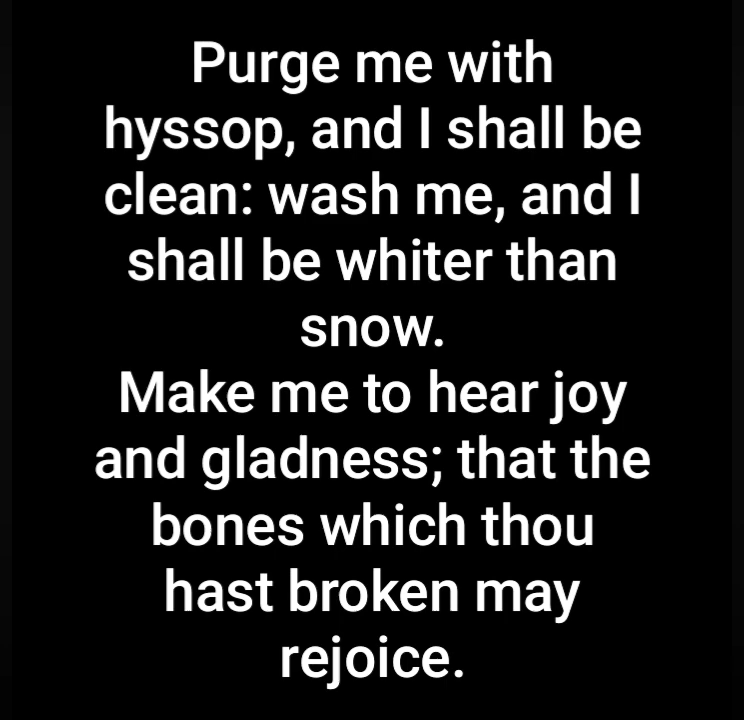 Purge me with
hyssop, and I shall be
clean: wash me, and I
shall be whiter than
snow.
Make me to hear joy
and gladness; that the
bones which thou
hast broken may
rejoice.